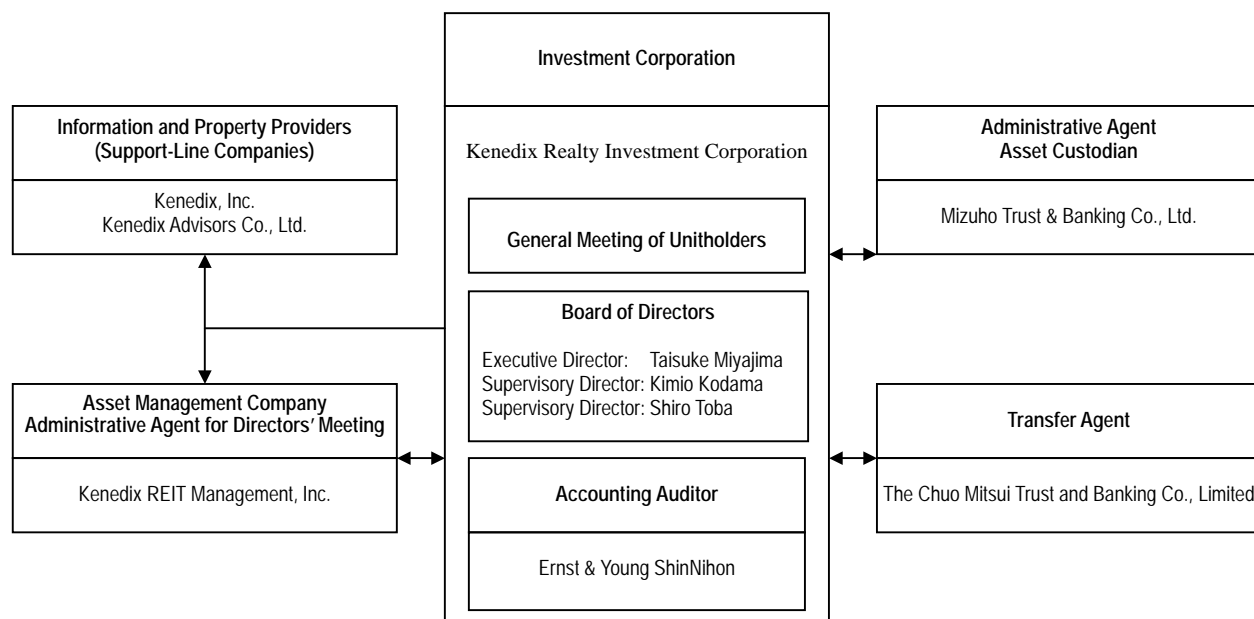 Investment Corporation
Kenedix Realty Investment Corporation
General Meeting of Unitholders
Board of Directors
Executive Director: Taisuke Miyajima
Supervisory Director: Kimio Kodama
Supervisory Director: Shiro Toba
Accounting Auditor
Ernst & Young ShinNihon
Information and Property Providers
(Support-Line Companies)
Kenedix, Inc.
Kenedix Advisors Co., Ltd.
Asset Management Company
Administrative Agent for Directors' Meeting
Kenedix REIT Management, Inc.
Administrative Agent
Asset Custodian
Mizuho Trust & Banking Co., Ltd.
Transfer Agent
The Chuo Mitsui Trust and Banking Co., Limited